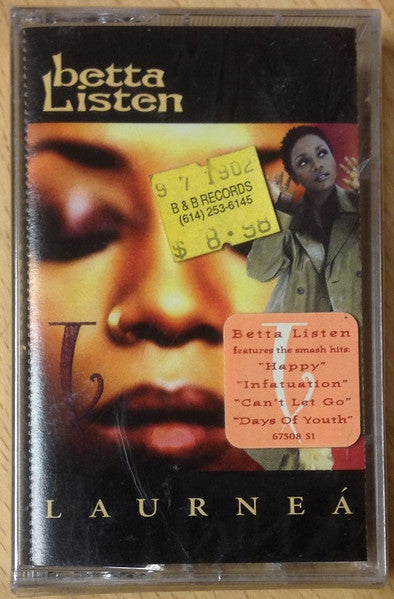 betta
Listen
9 7 1902
B & B RECORDS
(614) 253-6145
$ 8.98
Betta Listen
features the smash hits:
"Happy"
"Infatuation"
"Can't Let Go"
"Days Of Youth"
67508 S1
LAURNEÁ